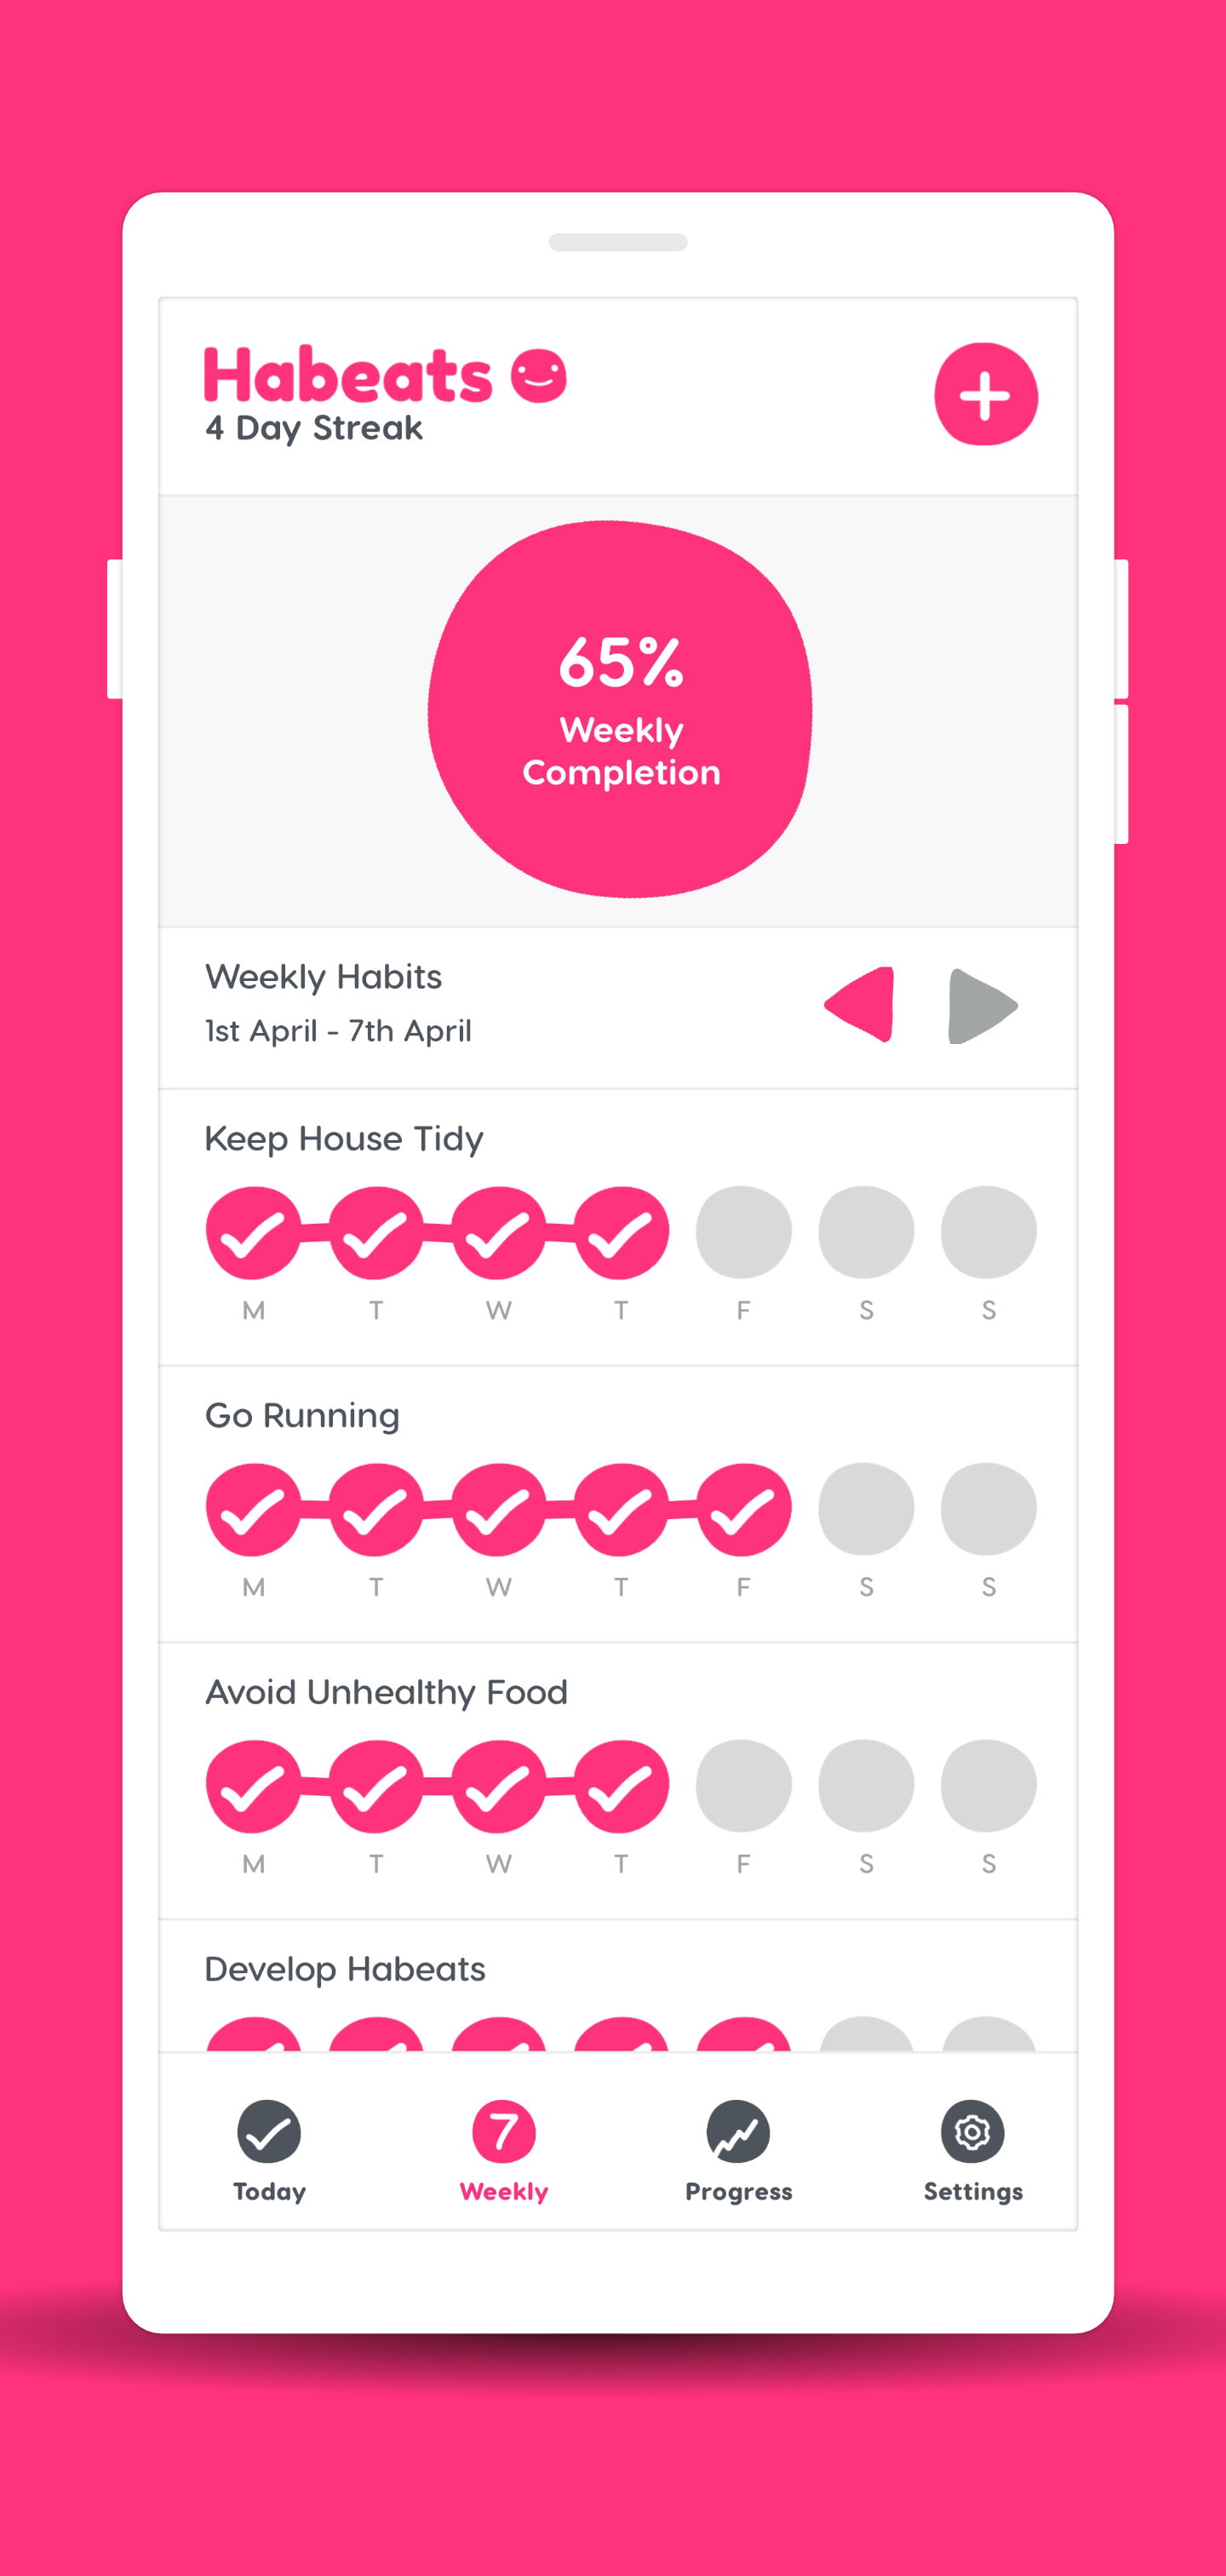 Habeats
4 Day Streak
65%
Weekly
Completion
Weekly Habits
1st April - 7th April
Keep House Tidy
M T W T F S S
Go Running
M T W T F S S
Avoid Unhealthy Food
M T W T F S S
Develop Habeats
7
Today Weekly Progress Settings